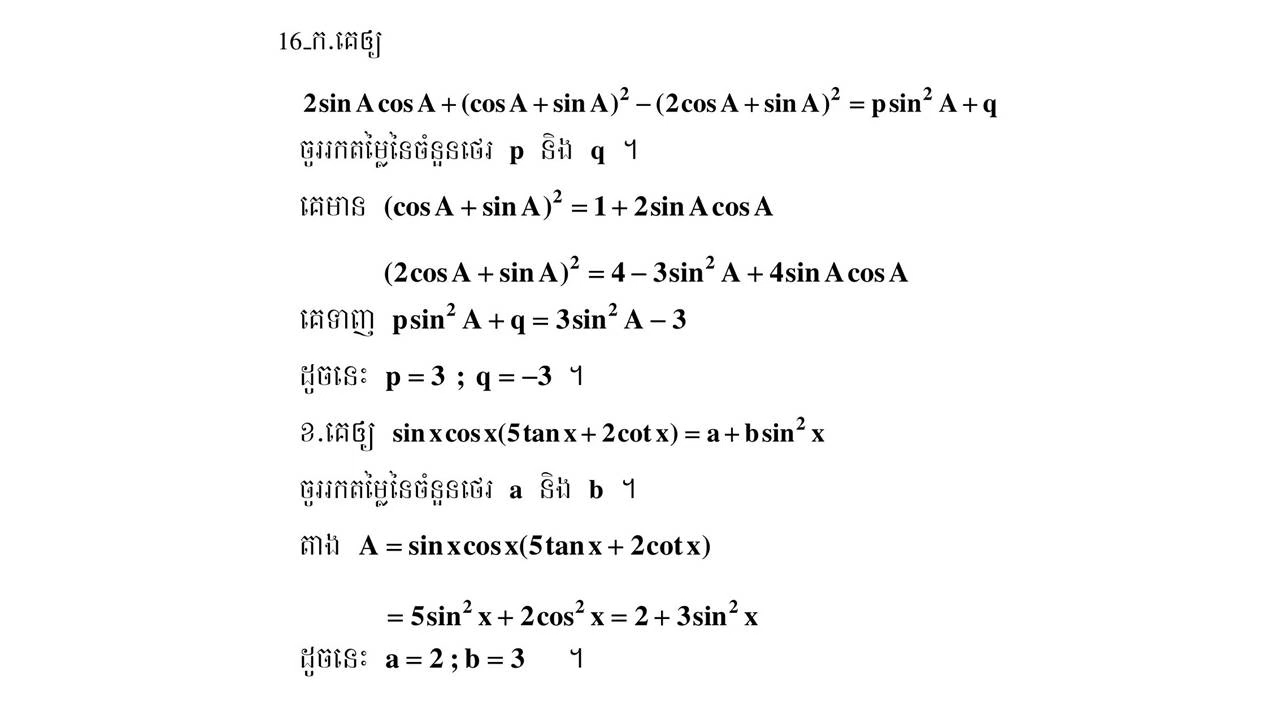 16_ក.គេឲ្យ
2sin A cos A + (cos A + sin A)² − (2cos A + sin A)² = p sin² A + q
ចូររកតម្លៃនៃចំនួនថេរ p និង q ។
គេមាន (cos A + sin A)² = 1 + 2sin A cos A
(2cos A + sin A)² = 4 − 3sin² A + 4sin A cos A
គេទាញ p sin² A + q = 3sin² A − 3
ដូចនេះ p = 3 ; q = −3 ។
ខ.គេឲ្យ sin x cos x(5tan x + 2cot x) = a + b sin² x
ចូររកតម្លៃនៃចំនួនថេរ a និង b ។
តាង A = sin x cos x(5tan x + 2cot x)
= 5sin² x + 2cos² x = 2 + 3sin² x
ដូចនេះ a = 2 ; b = 3 ។